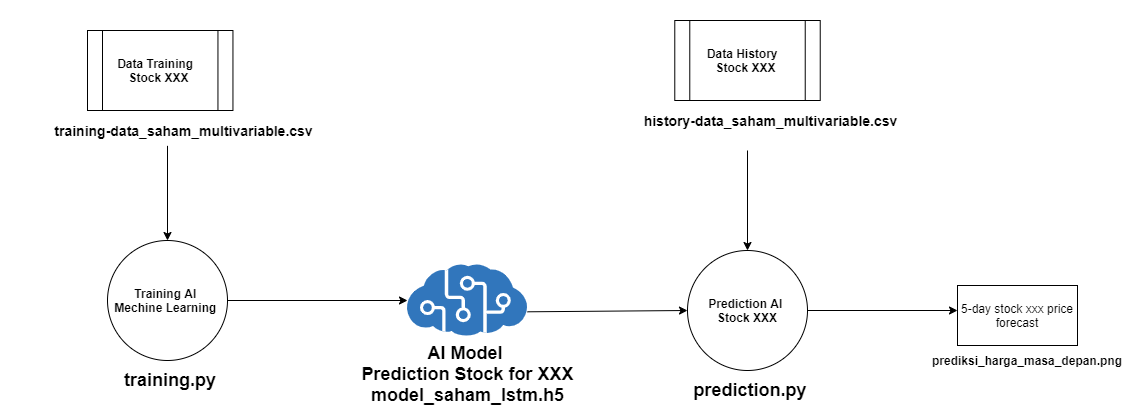 Data Training
Stock XXX
training-data_saham_multivariable.csv
Data History
Stock XXX
history-data_saham_multivariable.csv
Training AI
Mechine Learning
training.py
AI Model
Prediction Stock for XXX
model_saham_lstm.h5
Prediction AI
Stock XXX
prediction.py
5-day stock xxx price
forecast
prediksi_harga_masa_depan.png